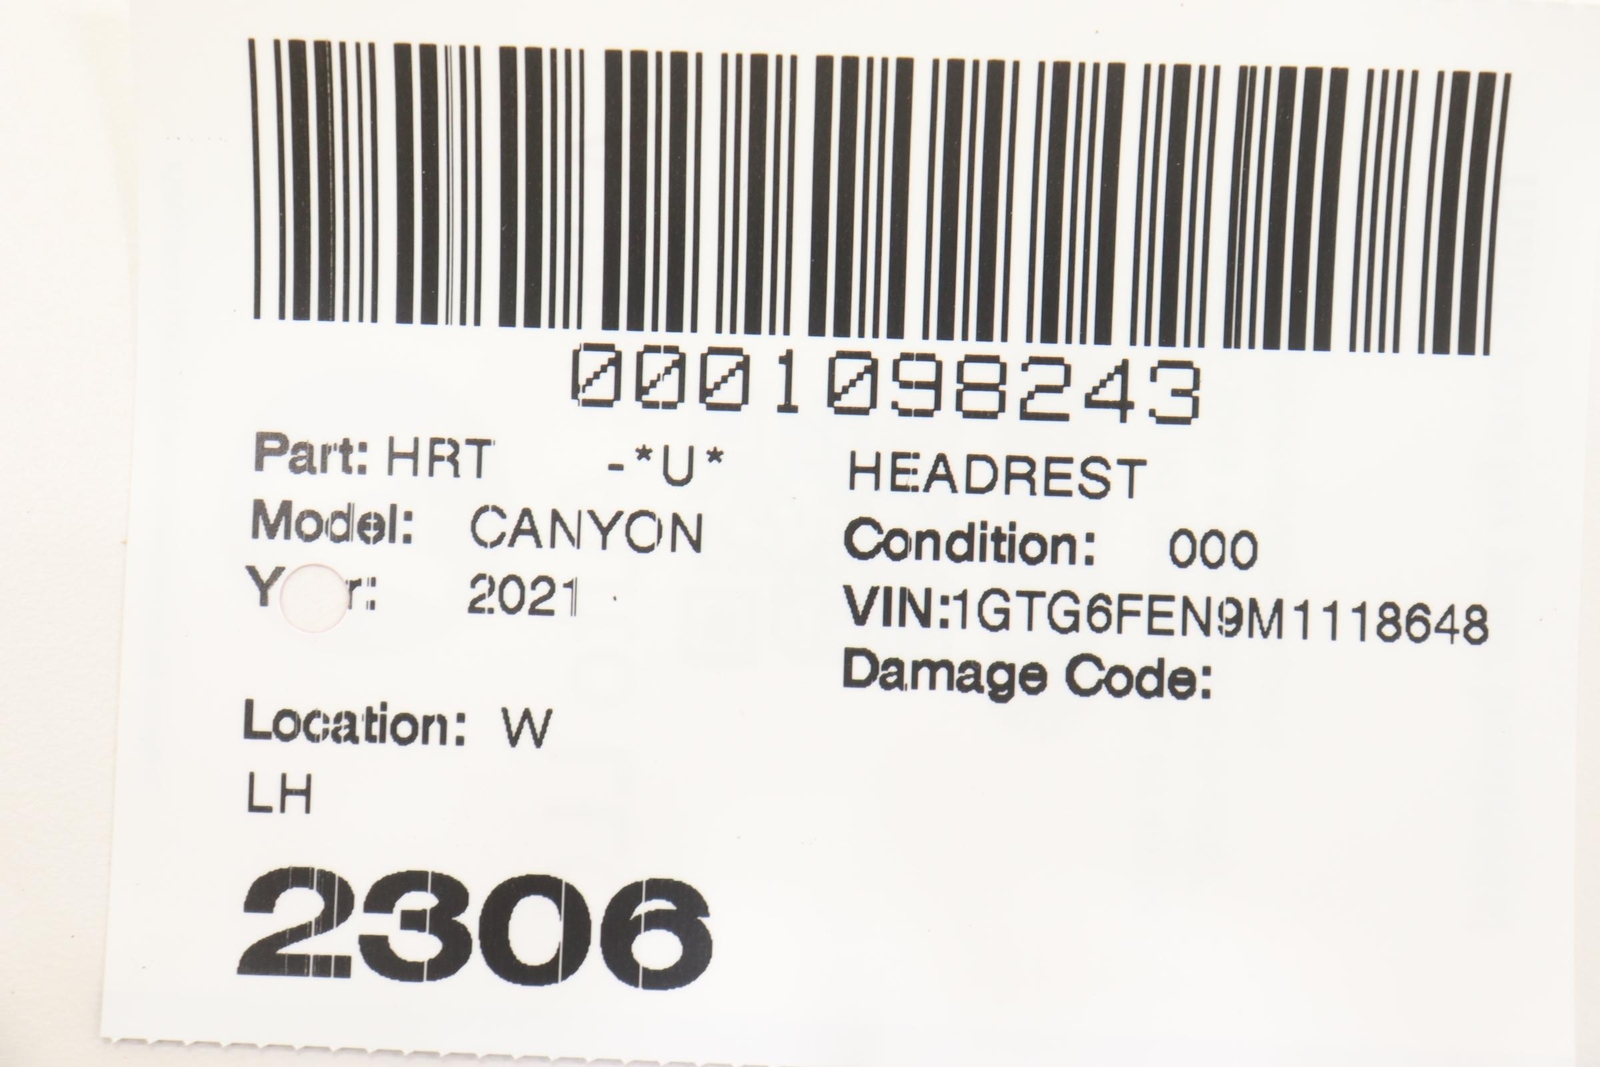 0001098243
Part: HRT -*U* HEADREST
Model: CANYON Condition: 000
2021 VIN:1GTG6FEN9M1118648
Damage Code:
Location: W
LH
2306